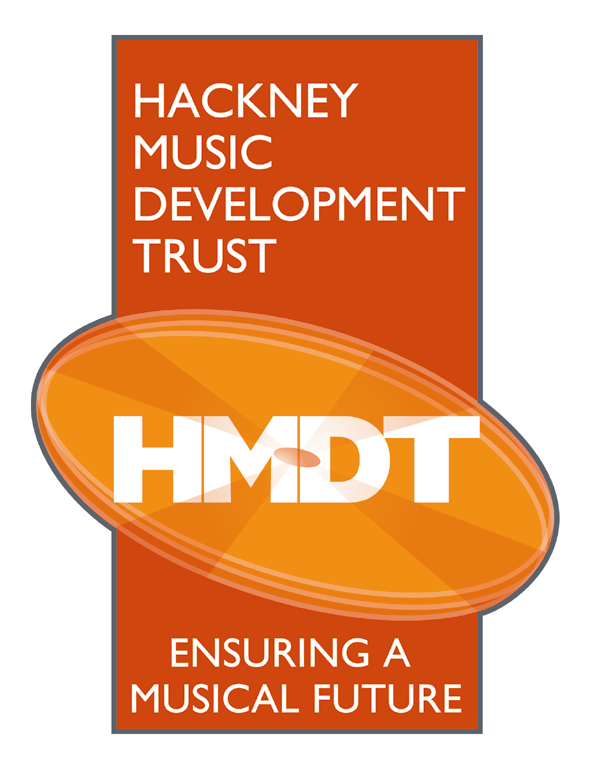 HACKNEY
MUSIC
DEVELOPMENT
TRUST
HMDT
ENSURING A
MUSICAL FUTURE